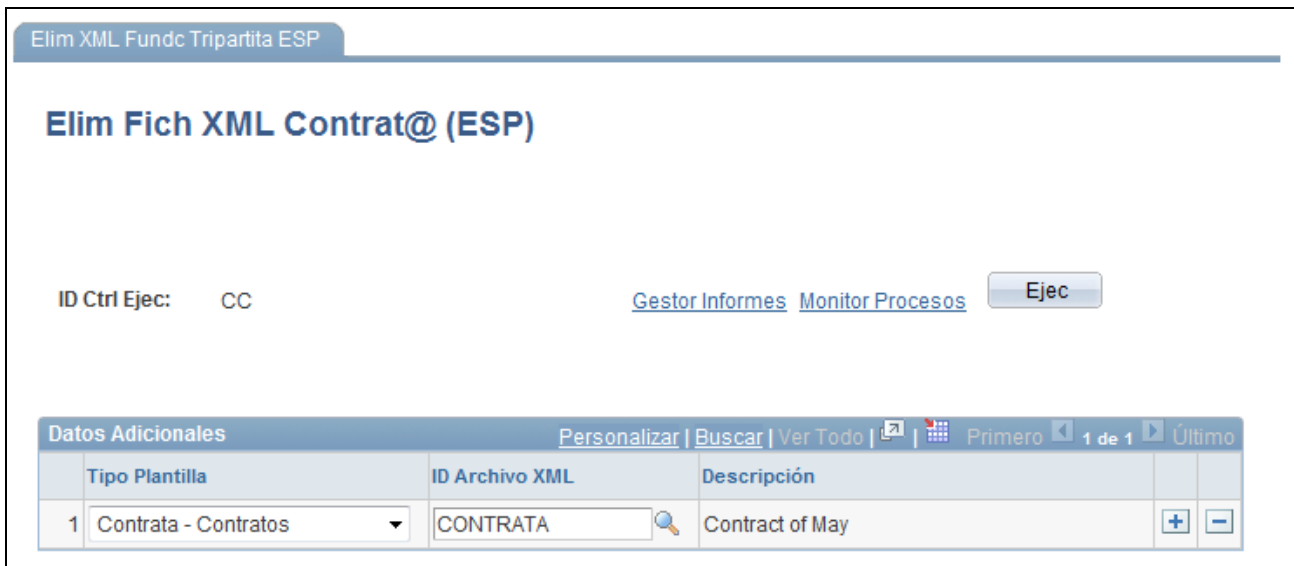 Elim XML Fundc Tripartita ESP
Elim Fich XML Contrat@ (ESP)
ID Ctrl Ejec: CC Gestor Informes Monitor Procesos Ejec
Datos Adicionales Personalizar | Buscar | Ver Todo | | Primero 1 de 1 Último
Tipo Plantilla ID Archivo XML Descripción
1 Contrata - Contratos CONTRATA Contract of May + -